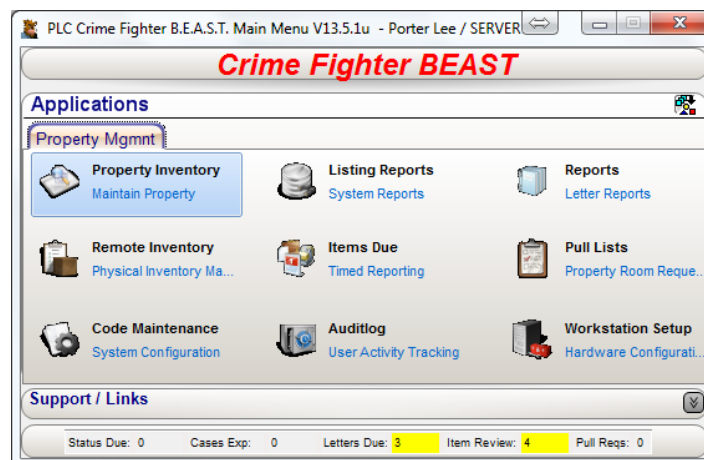 PLC Crime Fighter B.E.A.S.T. Main Menu V13.5.1u - Porter Lee / SERVER
Crime Fighter BEAST
Applications
Property Mgmnt
Property Inventory Listing Reports Reports
Maintain Property System Reports Letter Reports
Remote Inventory Items Due Pull Lists
Physical Inventory Ma... Timed Reporting Property Room Reque...
Code Maintenance Auditlog Workstation Setup
System Configuration User Activity Tracking Hardware Configurati...
Support / Links
Status Due: 0 Cases Exp: 0 Letters Due: 3 Item Review: 4 Pull Reqs: 0